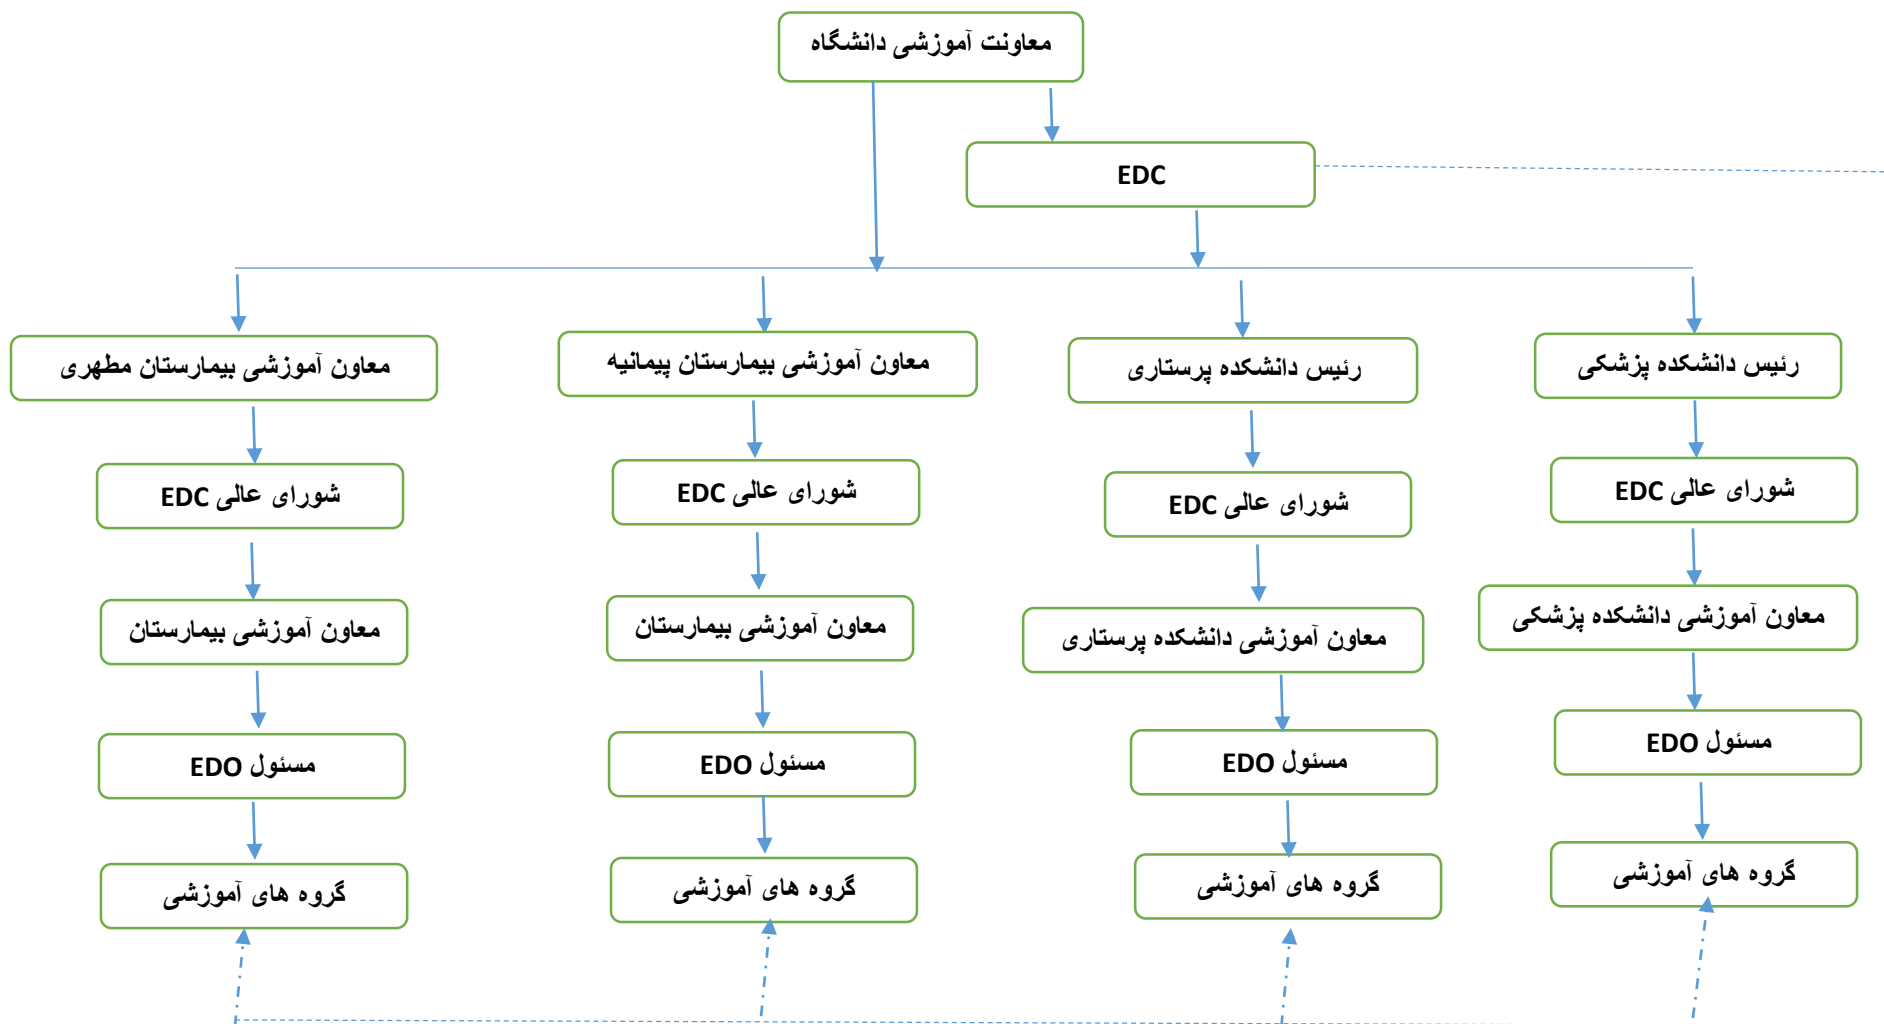 معاونت آموزشی دانشگاه
EDC
رئیس دانشکده پزشکی
معاون آموزشی بیمارستان پیمانیه
رئیس دانشکده پرستاری
معاون آموزشی بیمارستان مطهری
شورای عالی EDC
شورای عالی EDC
شورای عالی EDC
شورای عالی EDC
معاون آموزشی دانشکده پزشکی
معاون آموزشی دانشکده پرستاری
معاون آموزشی بیمارستان
معاون آموزشی بیمارستان
مسئول EDO
مسئول EDO
مسئول EDO
مسئول EDO
گروه های آموزشی
گروه های آموزشی
گروه های آموزشی
گروه های آموزشی